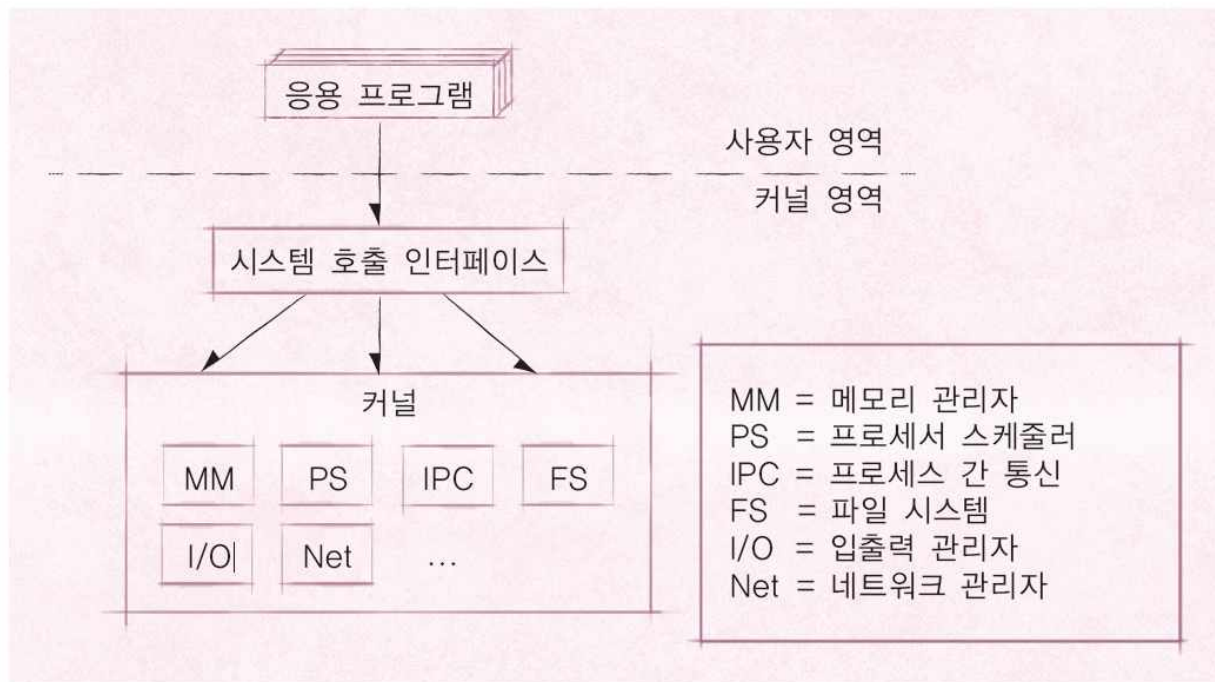 응용 프로그램
사용자 영역
커널 영역
시스템 호출 인터페이스
커널
MM PS IPC FS
I/O Net ...
MM = 메모리 관리자
PS = 프로세서 스케줄러
IPC = 프로세스 간 통신
FS = 파일 시스템
I/O = 입출력 관리자
Net = 네트워크 관리자